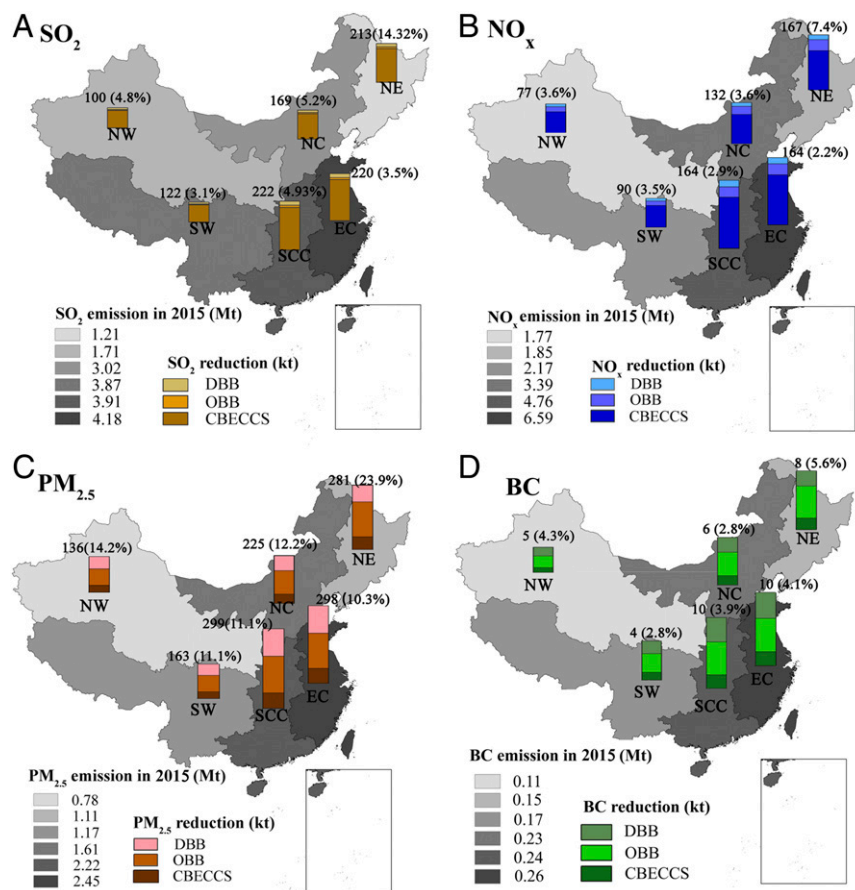 A SO2
213(14.32%)
NE
100 (4.8%)
NW
169 (5.2%)
NC
220 (3.5%)
EC
122 (3.1%)
SW
222 (4.93%)
SCC
SO2 emission in 2015 (Mt)
1.21
1.71
3.02
3.87
3.91
4.18
SO2 reduction (kt)
DBB
OBB
CBECCS
B NOx
167 (7.4%)
NE
77 (3.6%)
NW
132 (3.6%)
NC
164 (2.2%)
EC
164 (2.9%)
SCC
90 (3.5%)
SW
NOx emission in 2015 (Mt)
1.77
1.85
2.17
3.39
4.76
6.59
NOx reduction (kt)
DBB
OBB
CBECCS
C PM2.5
281 (23.9%)
NE
136(14.2%)
NW
225 (12.2%)
NC
298 (10.3%)
EC
299(11.1%)
SCC
163 (11.1%)
SW
PM2.5 emission in 2015 (Mt)
0.78
1.11
1.17
1.61
2.22
2.45
PM2.5 reduction (kt)
DBB
OBB
CBECCS
D BC
8 (5.6%)
NE
5 (4.3%)
NW
6 (2.8%)
NC
10 (4.1%)
EC
10 (3.9%)
SCC
4 (2.8%)
SW
BC emission in 2015 (Mt)
0.11
0.15
0.17
0.23
0.24
0.26
BC reduction (kt)
DBB
OBB
CBECCS